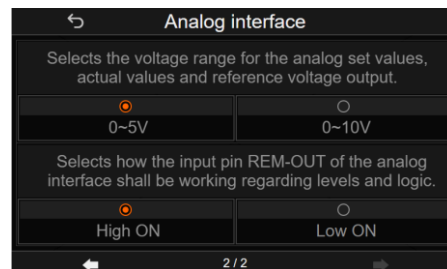 Analog interface
Selects the voltage range for the analog set values,
actual values and reference voltage output.
0~5V 0~10V
Selects how the input pin REM-OUT of the analog
interface shall be working regarding levels and logic.
High ON Low ON
2/2